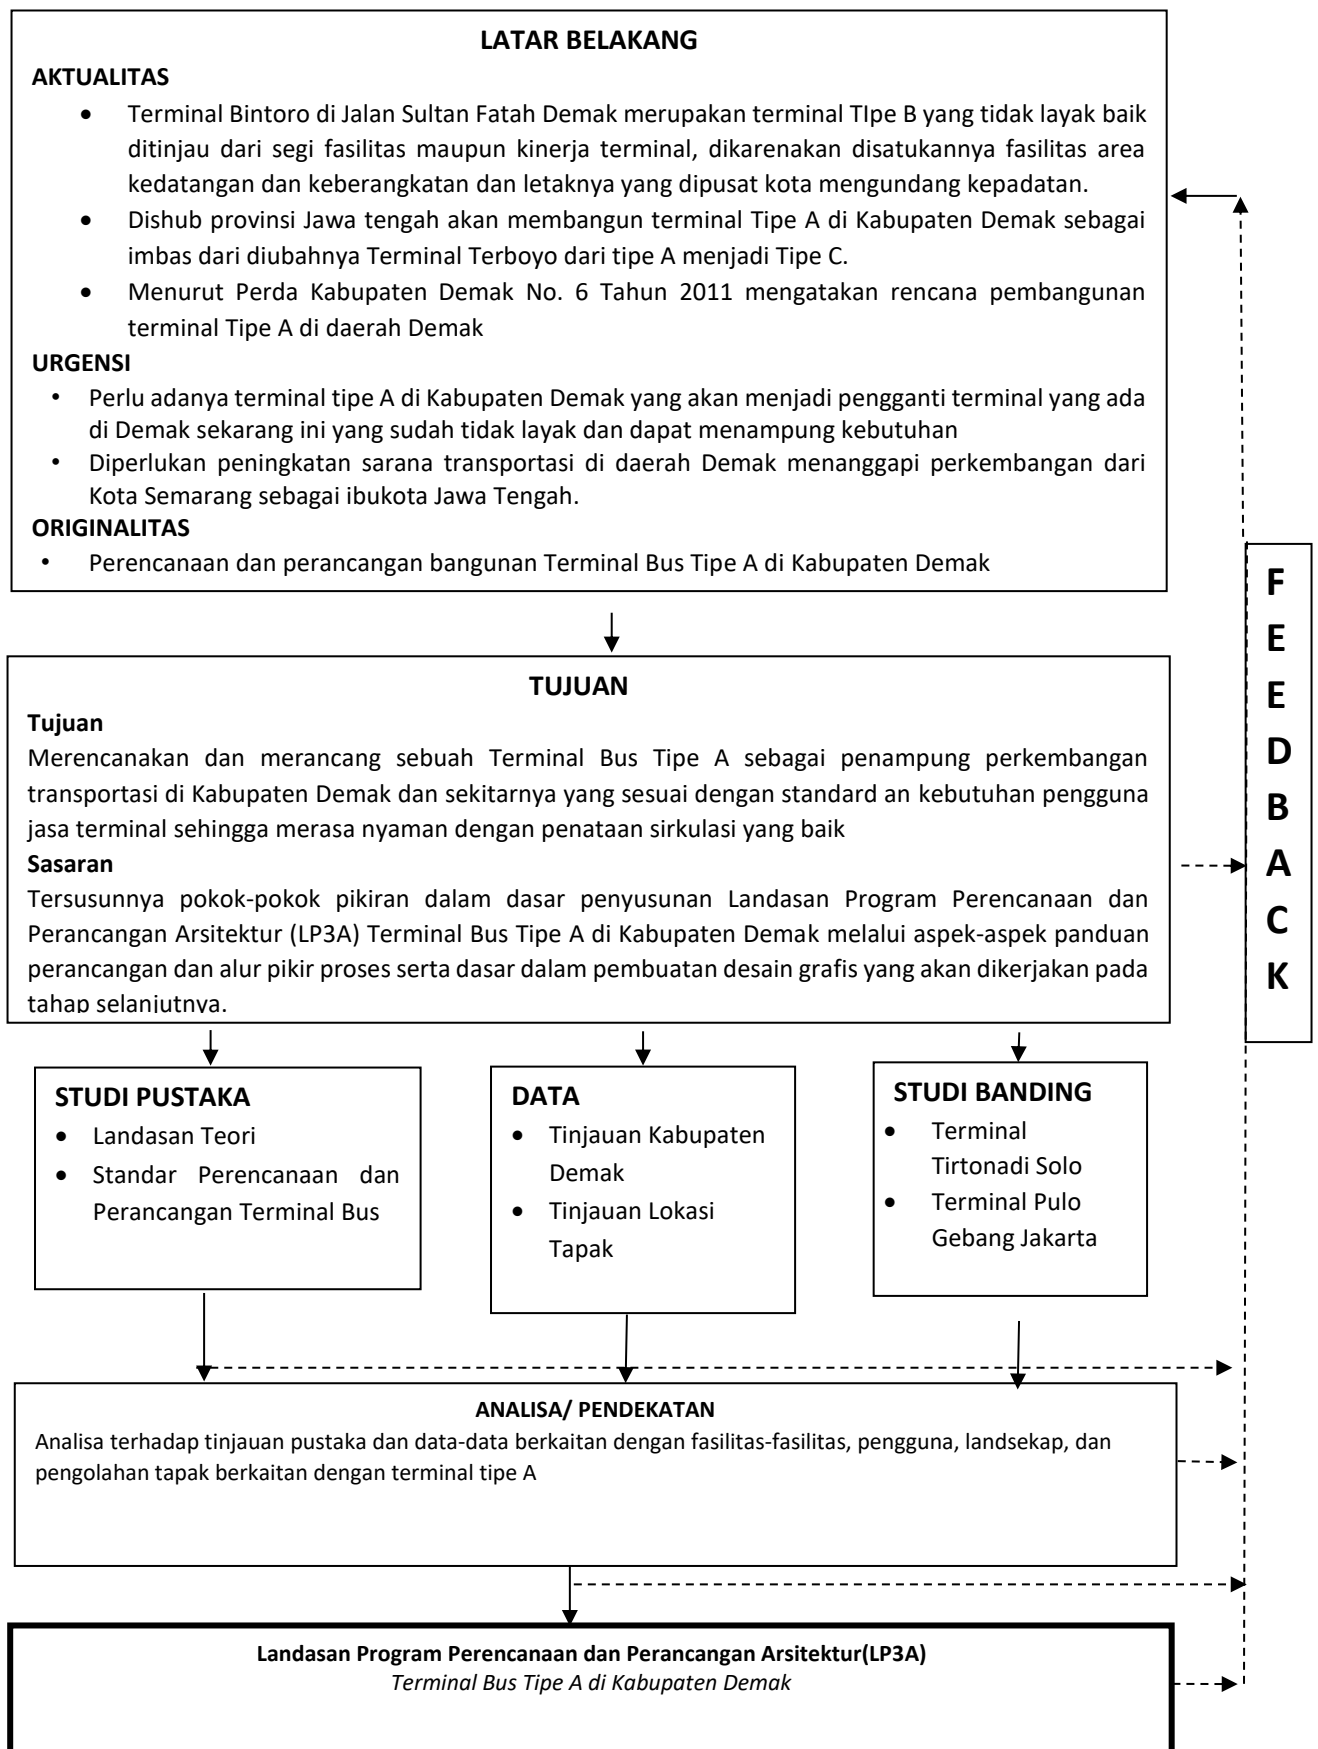 LATAR BELAKANG
AKTUALITAS
• Terminal Bintoro di Jalan Sultan Fatah Demak merupakan terminal TIpe B yang tidak layak baik
ditinjau dari segi fasilitas maupun kinerja terminal, dikarenakan disatukannya fasilitas area
kedatangan dan keberangkatan dan letaknya yang dipusat kota mengundang kepadatan.
• Dishub provinsi Jawa tengah akan membangun terminal Tipe A di Kabupaten Demak sebagai
imbas dari diubahnya Terminal Terboyo dari tipe A menjadi Tipe C.
• Menurut Perda Kabupaten Demak No. 6 Tahun 2011 mengatakan rencana pembangunan
terminal Tipe A di daerah Demak
URGENSI
• Perlu adanya terminal tipe A di Kabupaten Demak yang akan menjadi pengganti terminal yang ada
di Demak sekarang ini yang sudah tidak layak dan dapat menampung kebutuhan
• Diperlukan peningkatan sarana transportasi di daerah Demak menanggapi perkembangan dari
Kota Semarang sebagai ibukota Jawa Tengah.
ORIGINALITAS
• Perencanaan dan perancangan bangunan Terminal Bus Tipe A di Kabupaten Demak
TUJUAN
Tujuan
Merencanakan dan merancang sebuah Terminal Bus Tipe A sebagai penampung perkembangan
transportasi di Kabupaten Demak dan sekitarnya yang sesuai dengan standard an kebutuhan pengguna
jasa terminal sehingga merasa nyaman dengan penataan sirkulasi yang baik
Sasaran
Tersusunnya pokok-pokok pikiran dalam dasar penyusunan Landasan Program Perencanaan dan
Perancangan Arsitektur (LP3A) Terminal Bus Tipe A di Kabupaten Demak melalui aspek-aspek panduan
perancangan dan alur pikir proses serta dasar dalam pembuatan desain grafis yang akan dikerjakan pada
tahap selanjutnya.
F
E
E
D
B
A
C
K
STUDI PUSTAKA
• Landasan Teori
• Standar Perencanaan dan
Perancangan Terminal Bus
DATA
• Tinjauan Kabupaten
Demak
• Tinjauan Lokasi
Tapak
STUDI BANDING
• Terminal
Tirtonadi Solo
• Terminal Pulo
Gebang Jakarta
ANALISA/ PENDEKATAN
Analisa terhadap tinjauan pustaka dan data-data berkaitan dengan fasilitas-fasilitas, pengguna, landsekap, dan
pengolahan tapak berkaitan dengan terminal tipe A
Landasan Program Perencanaan dan Perancangan Arsitektur(LP3A)
Terminal Bus Tipe A di Kabupaten Demak